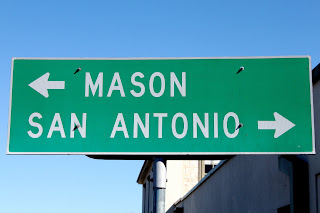 ← MASON
SAN ANTONIO →